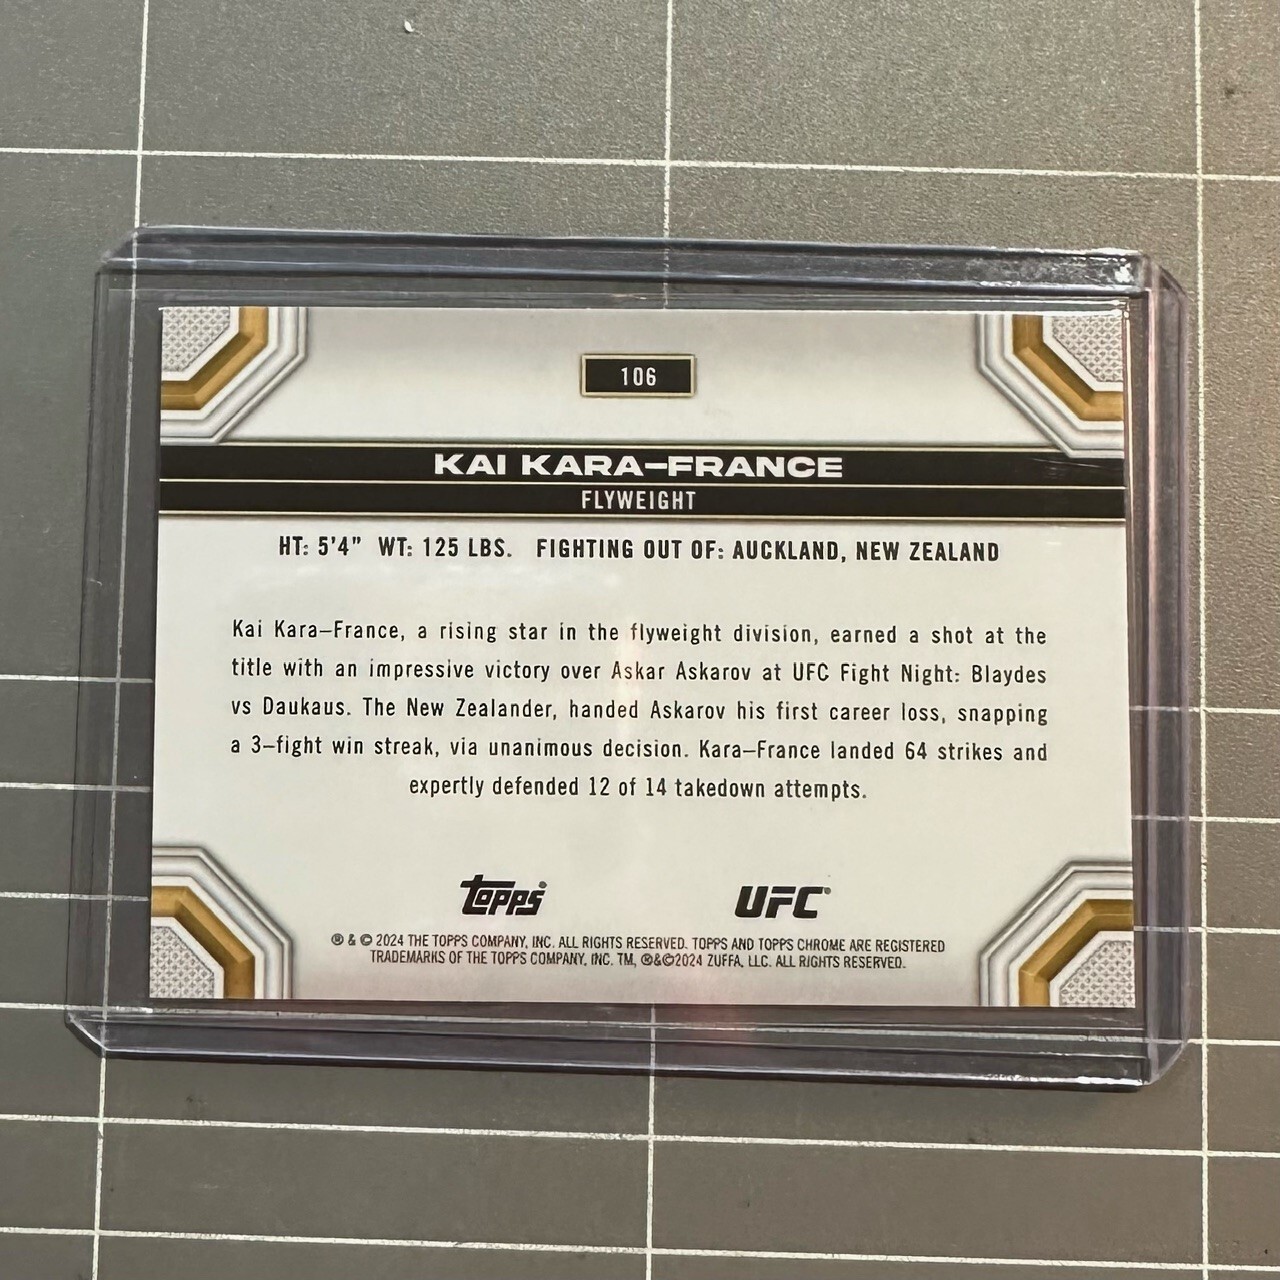 106
KAI KARA–FRANCE
FLYWEIGHT
HT: 5'4" WT: 125 LBS. FIGHTING OUT OF: AUCKLAND, NEW ZEALAND
Kai Kara–France, a rising star in the flyweight division, earned a shot at the
title with an impressive victory over Askar Askarov at UFC Fight Night: Blaydes
vs Daukaus. The New Zealander, handed Askarov his first career loss, snapping
a 3–fight win streak, via unanimous decision. Kara–France landed 64 strikes and
expertly defended 12 of 14 takedown attempts.
Topps UFC®
® & © 2024 THE TOPPS COMPANY, INC. ALL RIGHTS RESERVED. TOPPS AND TOPPS CHROME ARE REGISTERED
TRADEMARKS OF THE TOPPS COMPANY, INC. TM, ®&©2024 ZUFFA, LLC. ALL RIGHTS RESERVED.